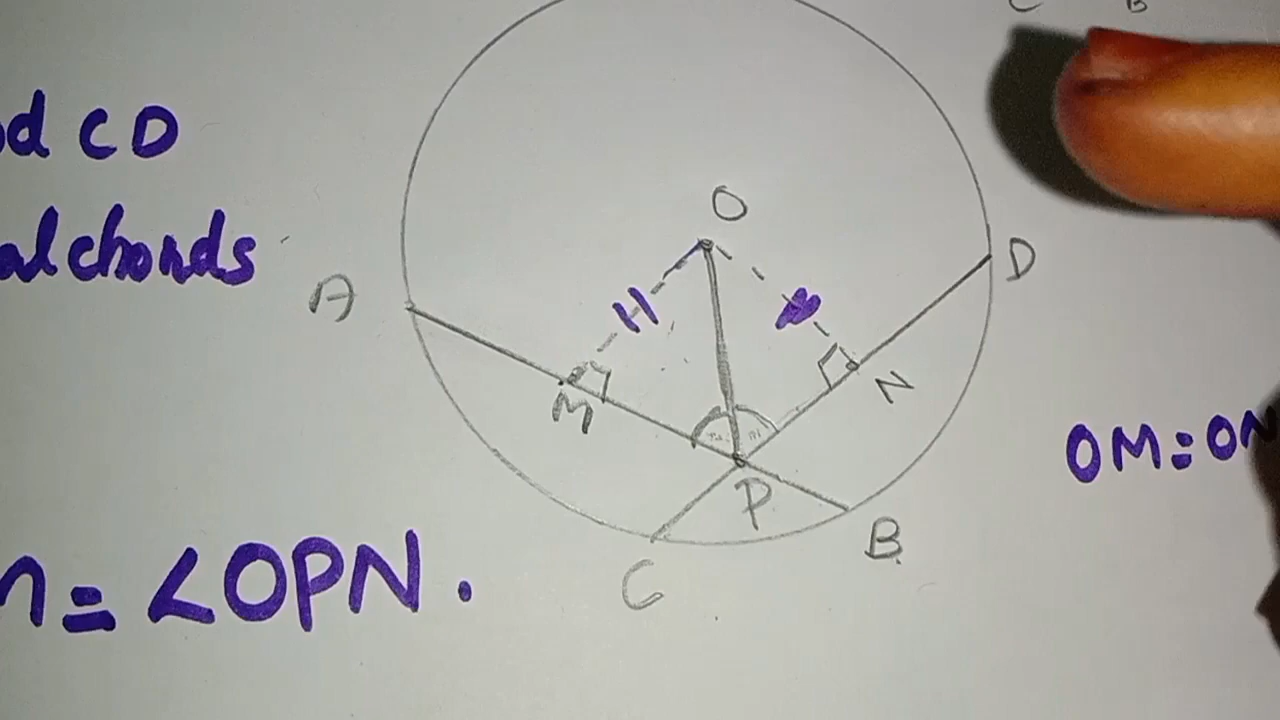 C B
d CD
al chords
O
A
D
M
N
P
B
C
OM = ON
= ∠OPN.